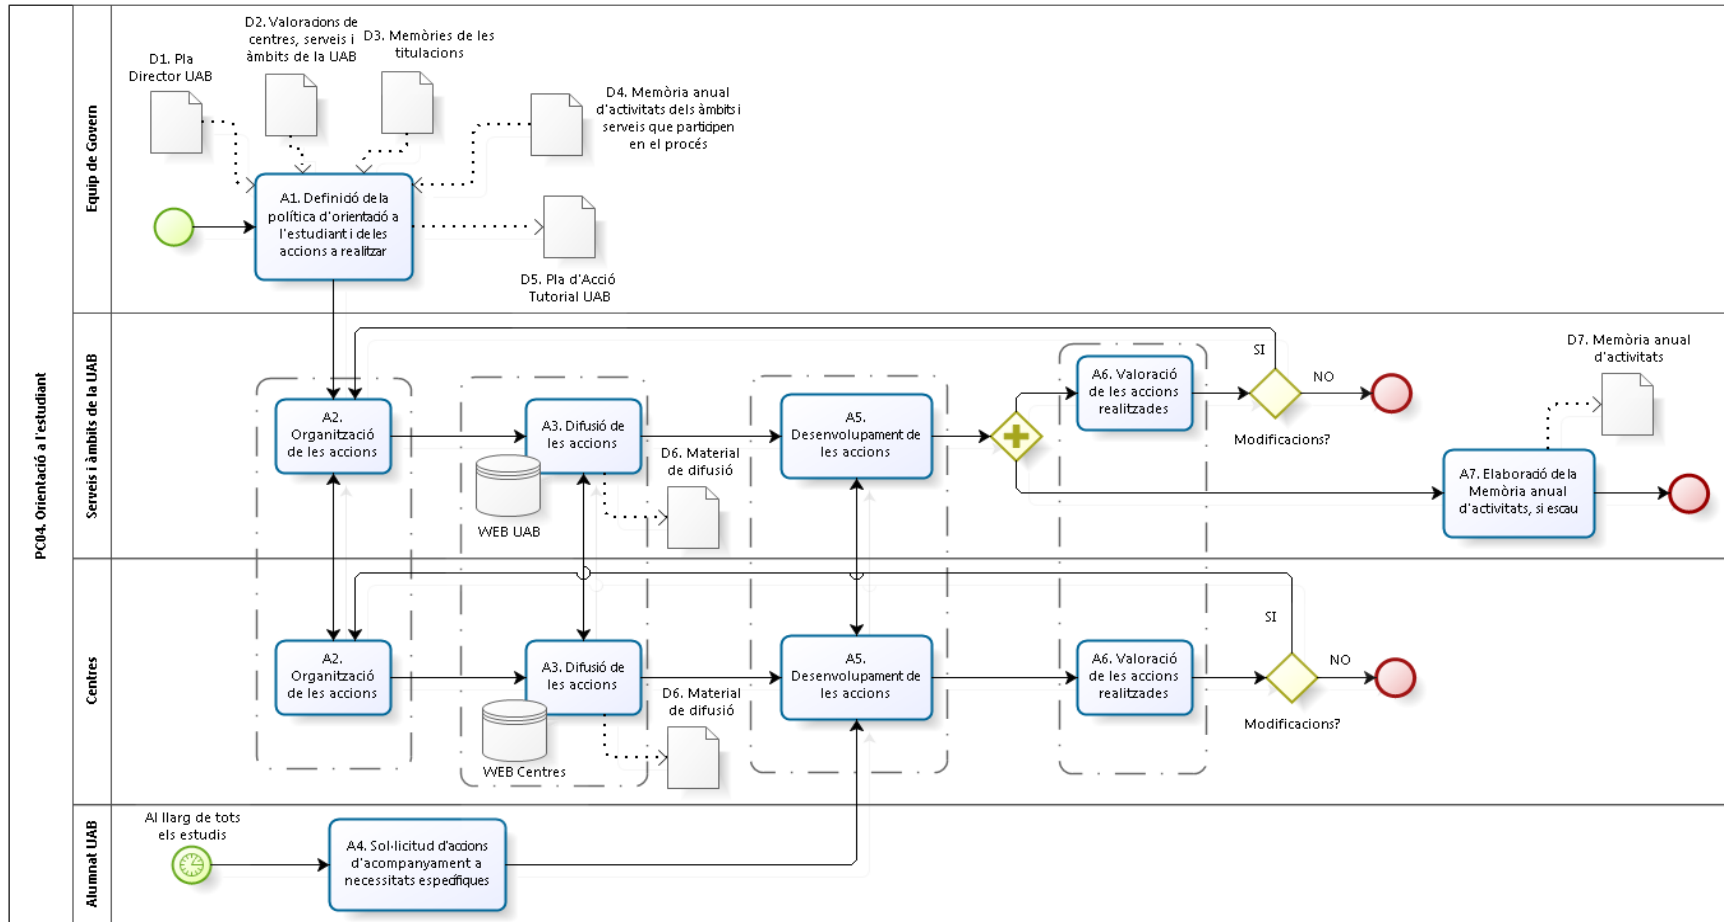 PC04. Orientació a l'estudiant
Equip de Govern
D1. Pla
Director UAB
D2. Valoracions de
centres, serveis i
àmbits de la UAB
D3. Memòries de les
titulacions
D4. Memòria anual
d'activitats dels àmbits i
serveis que participen
en el procés
A1. Definició de la
política d'orientació a
l'estudiant i de les
accions a realitzar
D5. Pla d'Acció
Tutorial UAB
Serveis i àmbits de la UAB
A2.
Organització
de les accions
A3. Difusió de
les accions
WEB UAB
D6. Material
de difusió
A5.
Desenvolupament de
les accions
A6. Valoració
de les accions
realitzades
SI
NO
Modificacions?
D7. Memòria anual
d'activitats
A7. Elaboració de la
Memòria anual
d'activitats, si escau
Centres
A2.
Organització
de les accions
A3. Difusió de
les accions
WEB Centres
D6. Material
de difusió
A5.
Desenvolupament de
les accions
A6. Valoració
de les accions
realitzades
SI
NO
Modificacions?
Alumnat UAB
Al llarg de tots
els estudis
A4. Sol·licitud d'accions
d'acompanyament a
necessitats específiques